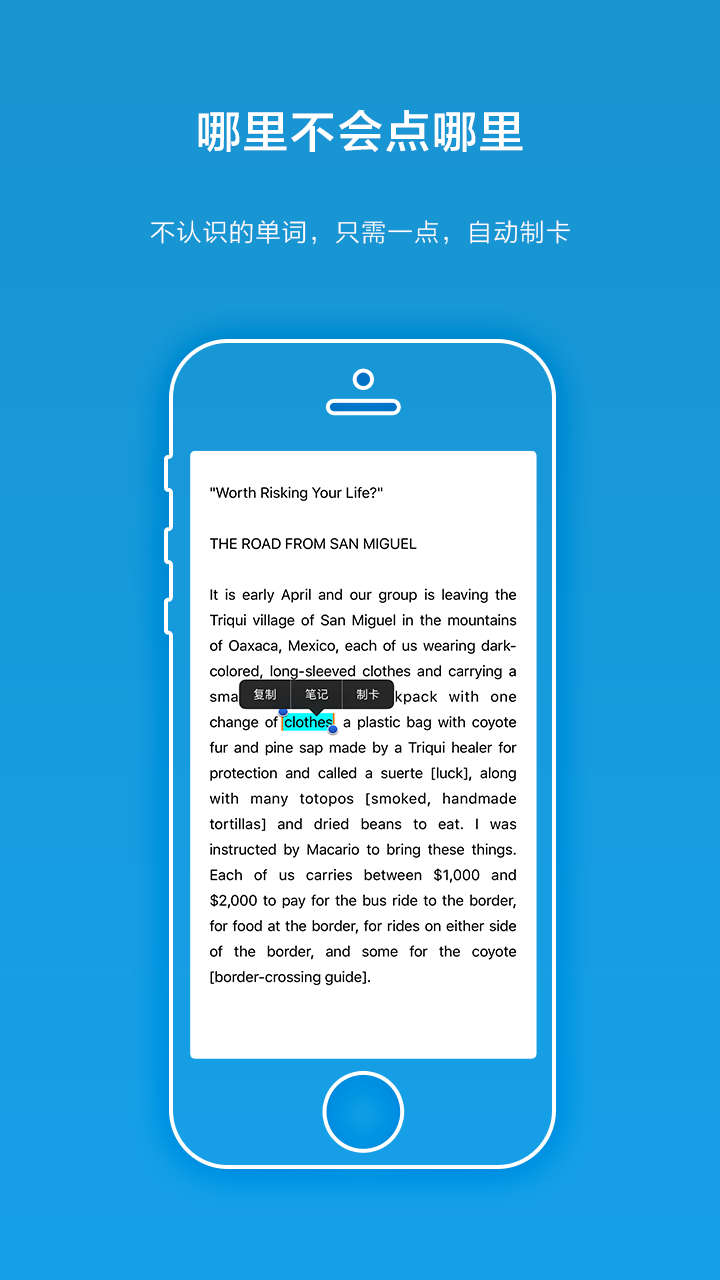 哪里不会点哪里
不认识的单词，只需一点，自动制卡
"Worth Risking Your Life?"
THE ROAD FROM SAN MIGUEL
It is early April and our group is leaving the
Triqui village of San Miguel in the mountains
of Oaxaca, Mexico, each of us wearing dark-
colored, long-sleeved clothes and carrying a
复制 笔记 制卡
sma kpack with one
change of clothes, a plastic bag with coyote
fur and pine sap made by a Triqui healer for
protection and called a suerte [luck], along
with many totopos [smoked, handmade
tortillas] and dried beans to eat. I was
instructed by Macario to bring these things.
Each of us carries between $1,000 and
$2,000 to pay for the bus ride to the border,
for food at the border, for rides on either side
of the border, and some for the coyote
[border-crossing guide].